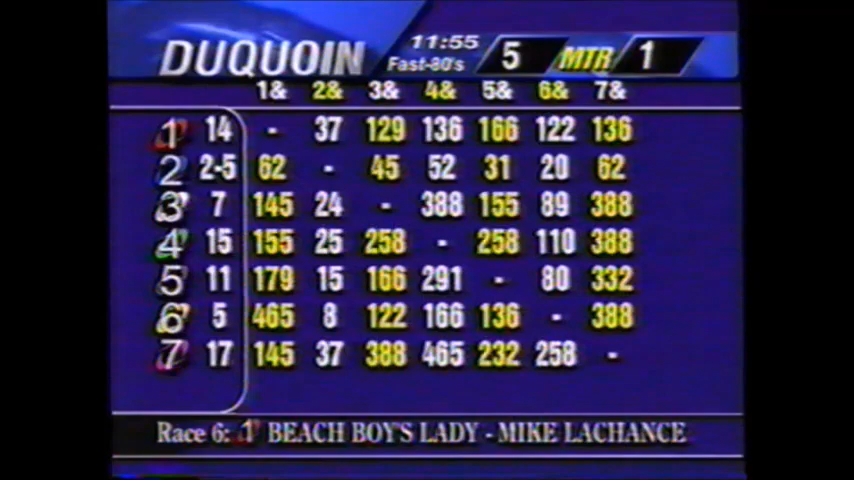 DUQUOIN 11:55 Fast-80's 5 MTR 1
1& 2& 3& 4& 5& 6& 7&
1 14 - 37 129 136 166 122 136
2 2-5 62 - 45 52 31 20 62
3 7 145 24 - 388 155 89 388
4 15 155 25 258 - 258 110 388
5 11 179 15 166 291 - 80 332
6 5 465 8 122 166 136 - 388
7 17 145 37 388 465 232 258 -
Race 6: 1 BEACH BOY'S LADY - MIKE LACHANCE